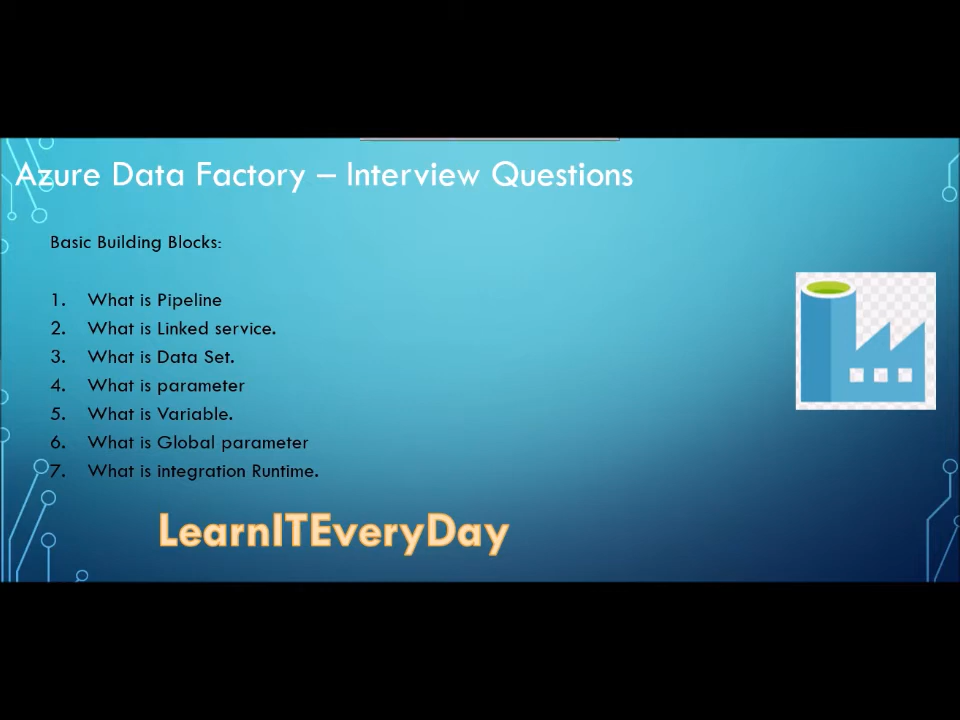 Azure Data Factory – Interview Questions
Basic Building Blocks:
1. What is Pipeline
2. What is Linked service.
3. What is Data Set.
4. What is parameter
5. What is Variable.
6. What is Global parameter
7. What is integration Runtime.
LearnITEveryDay